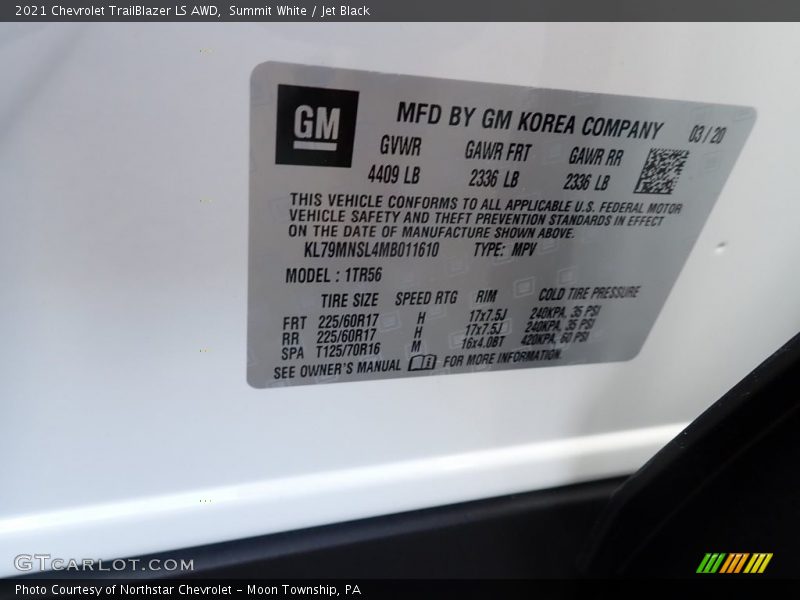 2021 Chevrolet TrailBlazer LS AWD,  Summit White / Jet Black
GM
MFD BY GM KOREA COMPANY 03 / 20
GVWR GAWR FRT GAWR RR
4409 LB 2336 LB 2336 LB
THIS VEHICLE CONFORMS TO ALL APPLICABLE U.S. FEDERAL MOTOR
VEHICLE SAFETY AND THEFT PREVENTION STANDARDS IN EFFECT
ON THE DATE OF MANUFACTURE SHOWN ABOVE.
KL79MNSL4MB011610 TYPE: MPV
MODEL : 1TR56
TIRE SIZE SPEED RTG RIM COLD TIRE PRESSURE
FRT 225/60R17 H 17x7.5J 240KPA, 35 PSI
RR 225/60R17 H 17x7.5J 240KPA, 35 PSI
SPA T125/70R16 M 16x4.0BT 420KPA, 60 PSI
SEE OWNER'S MANUAL FOR MORE INFORMATION.
GTCARLOT.COM
Photo Courtesy of Northstar Chevrolet - Moon Township, PA